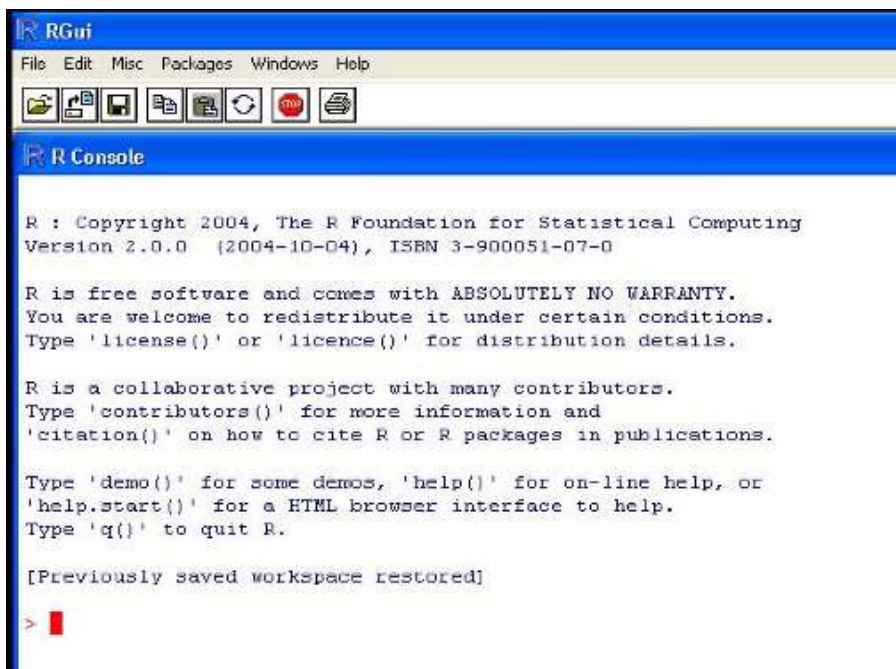 RGui
File Edit Misc Packages Windows Help
STOP
R Console
R : Copyright 2004, The R Foundation for Statistical Computing
Version 2.0.0 (2004-10-04), ISBN 3-900051-07-0
R is free software and comes with ABSOLUTELY NO WARRANTY.
You are welcome to redistribute it under certain conditions.
Type 'license()' or 'licence()' for distribution details.
R is a collaborative project with many contributors.
Type 'contributors()' for more information and
'citation()' on how to cite R or R packages in publications.
Type 'demo()' for some demos, 'help()' for on-line help, or
'help.start()' for a HTML browser interface to help.
Type 'q()' to quit R.
[Previously saved workspace restored]
>